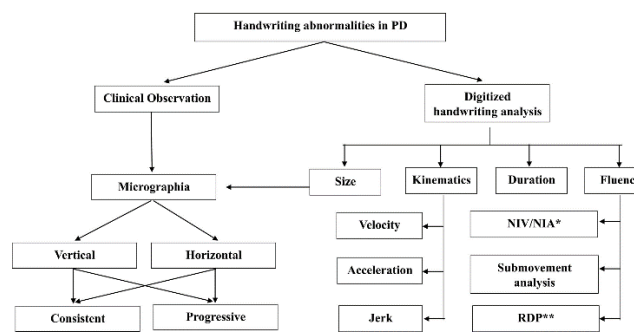 Handwriting abnormalities in PD
Clinical Observation
Digitized
handwriting analysis
Micrographia
Size
Kinematics
Duration
Fluency
Vertical
Horizontal
Velocity
NIV/NIA*
Acceleration
Submovement
analysis
Consistent
Progressive
Jerk
RDP**